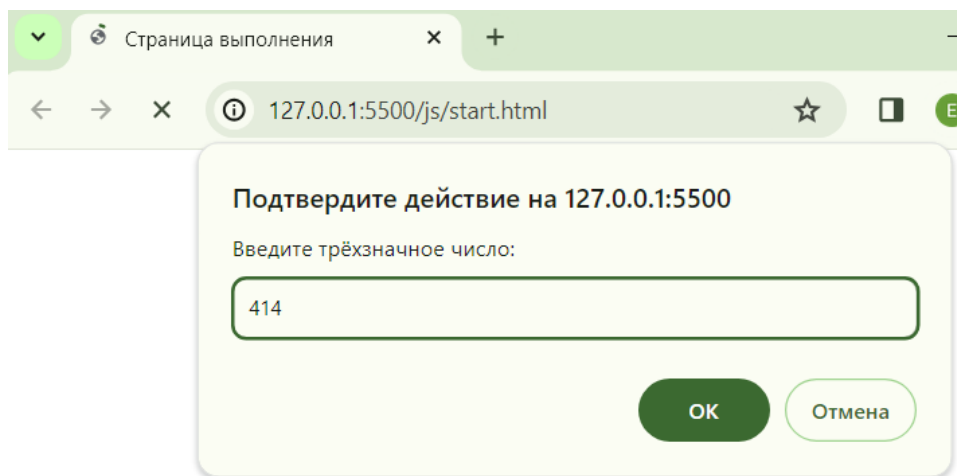 Страница выполнения
127.0.0.1:5500/js/start.html
E
Подтвердите действие на 127.0.0.1:5500
Введите трёхзначное число:
414
ОК Отмена